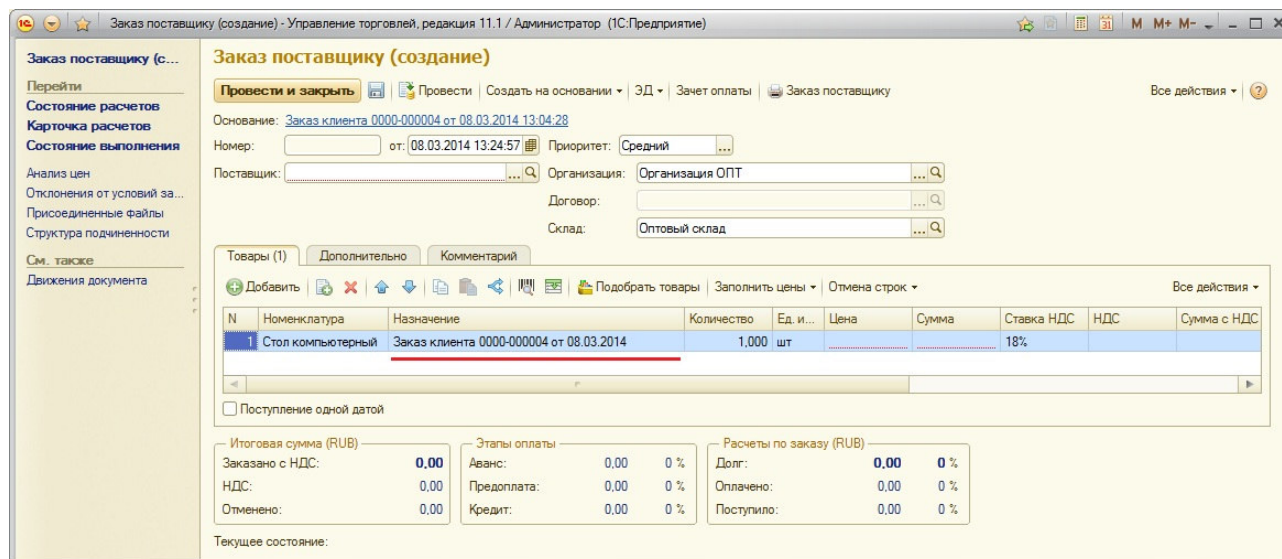 Заказ поставщику (создание) - Управление торговлей, редакция 11.1 / Администратор (1С:Предприятие) M M+ M-
Заказ поставщику (с...
Перейти
Состояние расчетов
Карточка расчетов
Состояние выполнения
Анализ цен
Отклонения от условий за...
Присоединенные файлы
Структура подчиненности
См. также
Движения документа
Заказ поставщику (создание)
Провести и закрыть Провести Создать на основании ЭД Зачет оплаты Заказ поставщику Все действия
Основание: Заказ клиента 0000-000004 от 08.03.2014 13:04:28
Номер: от: 08.03.2014 13:24:57 Приоритет: Средний ...
Поставщик: ... Организация: Организация ОПТ ...
Договор: ...
Склад: Оптовый склад ...
Товары (1) Дополнительно Комментарий
Добавить Подобрать товары Заполнить цены Отмена строк Все действия
N Номенклатура Назначение Количество Ед. и... Цена Сумма Ставка НДС НДС Сумма с НДС
1 Стол компьютерный Заказ клиента 0000-000004 от 08.03.2014 1,000 шт 18%
Поступление одной датой
Итоговая сумма (RUB) Этапы оплаты Расчеты по заказу (RUB)
Заказано с НДС: 0,00 Аванс: 0,00 0 % Долг: 0,00 0 %
НДС: 0,00 Предоплата: 0,00 0 % Оплачено: 0,00 0 %
Отменено: 0,00 Кредит: 0,00 0 % Поступило: 0,00 0 %
Текущее состояние: